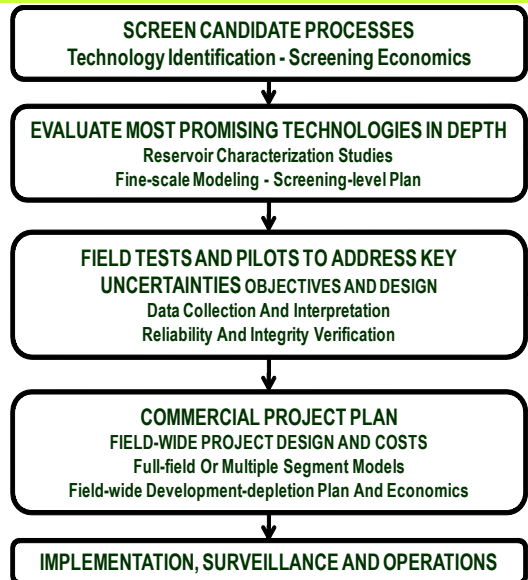 SCREEN CANDIDATE PROCESSES
Technology Identification - Screening Economics
EVALUATE MOST PROMISING TECHNOLOGIES IN DEPTH
Reservoir Characterization Studies
Fine-scale Modeling - Screening-level Plan
FIELD TESTS AND PILOTS TO ADDRESS KEY
UNCERTAINTIES OBJECTIVES AND DESIGN
Data Collection And Interpretation
Reliability And Integrity Verification
COMMERCIAL PROJECT PLAN
FIELD-WIDE PROJECT DESIGN AND COSTS
Full-field Or Multiple Segment Models
Field-wide Development-depletion Plan And Economics
IMPLEMENTATION, SURVEILLANCE AND OPERATIONS